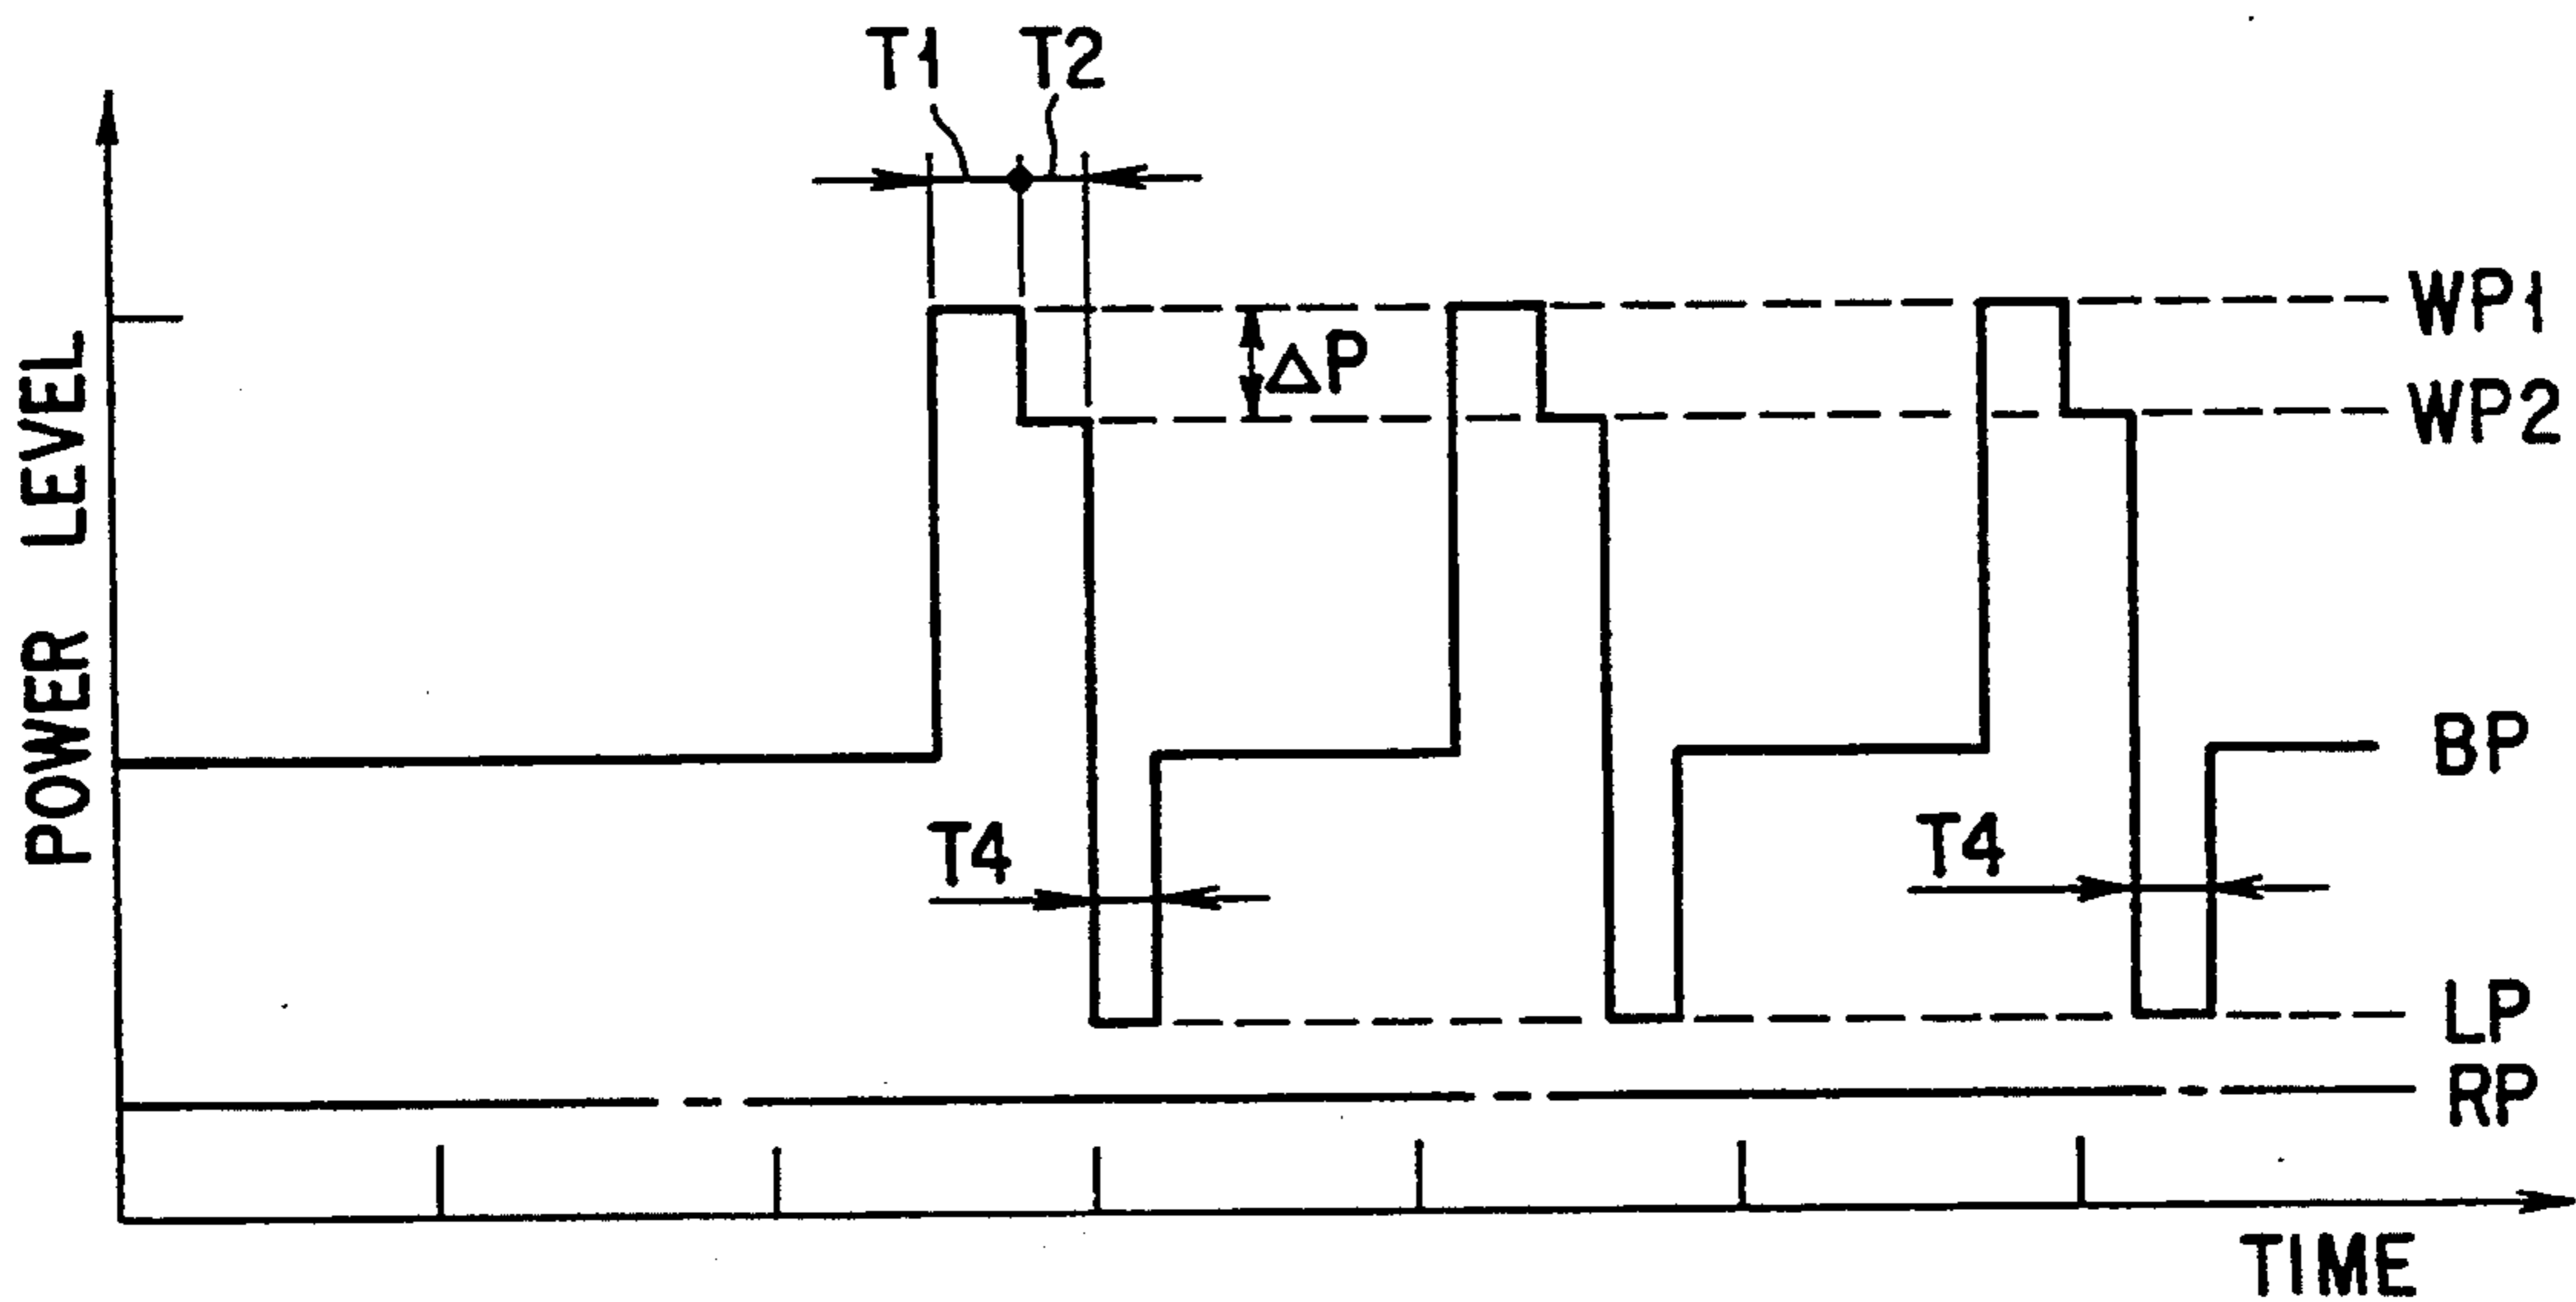 T1 T2
WP1
ΔP
WP2
POWER LEVEL
BP
T4 T4
LP
RP
TIME